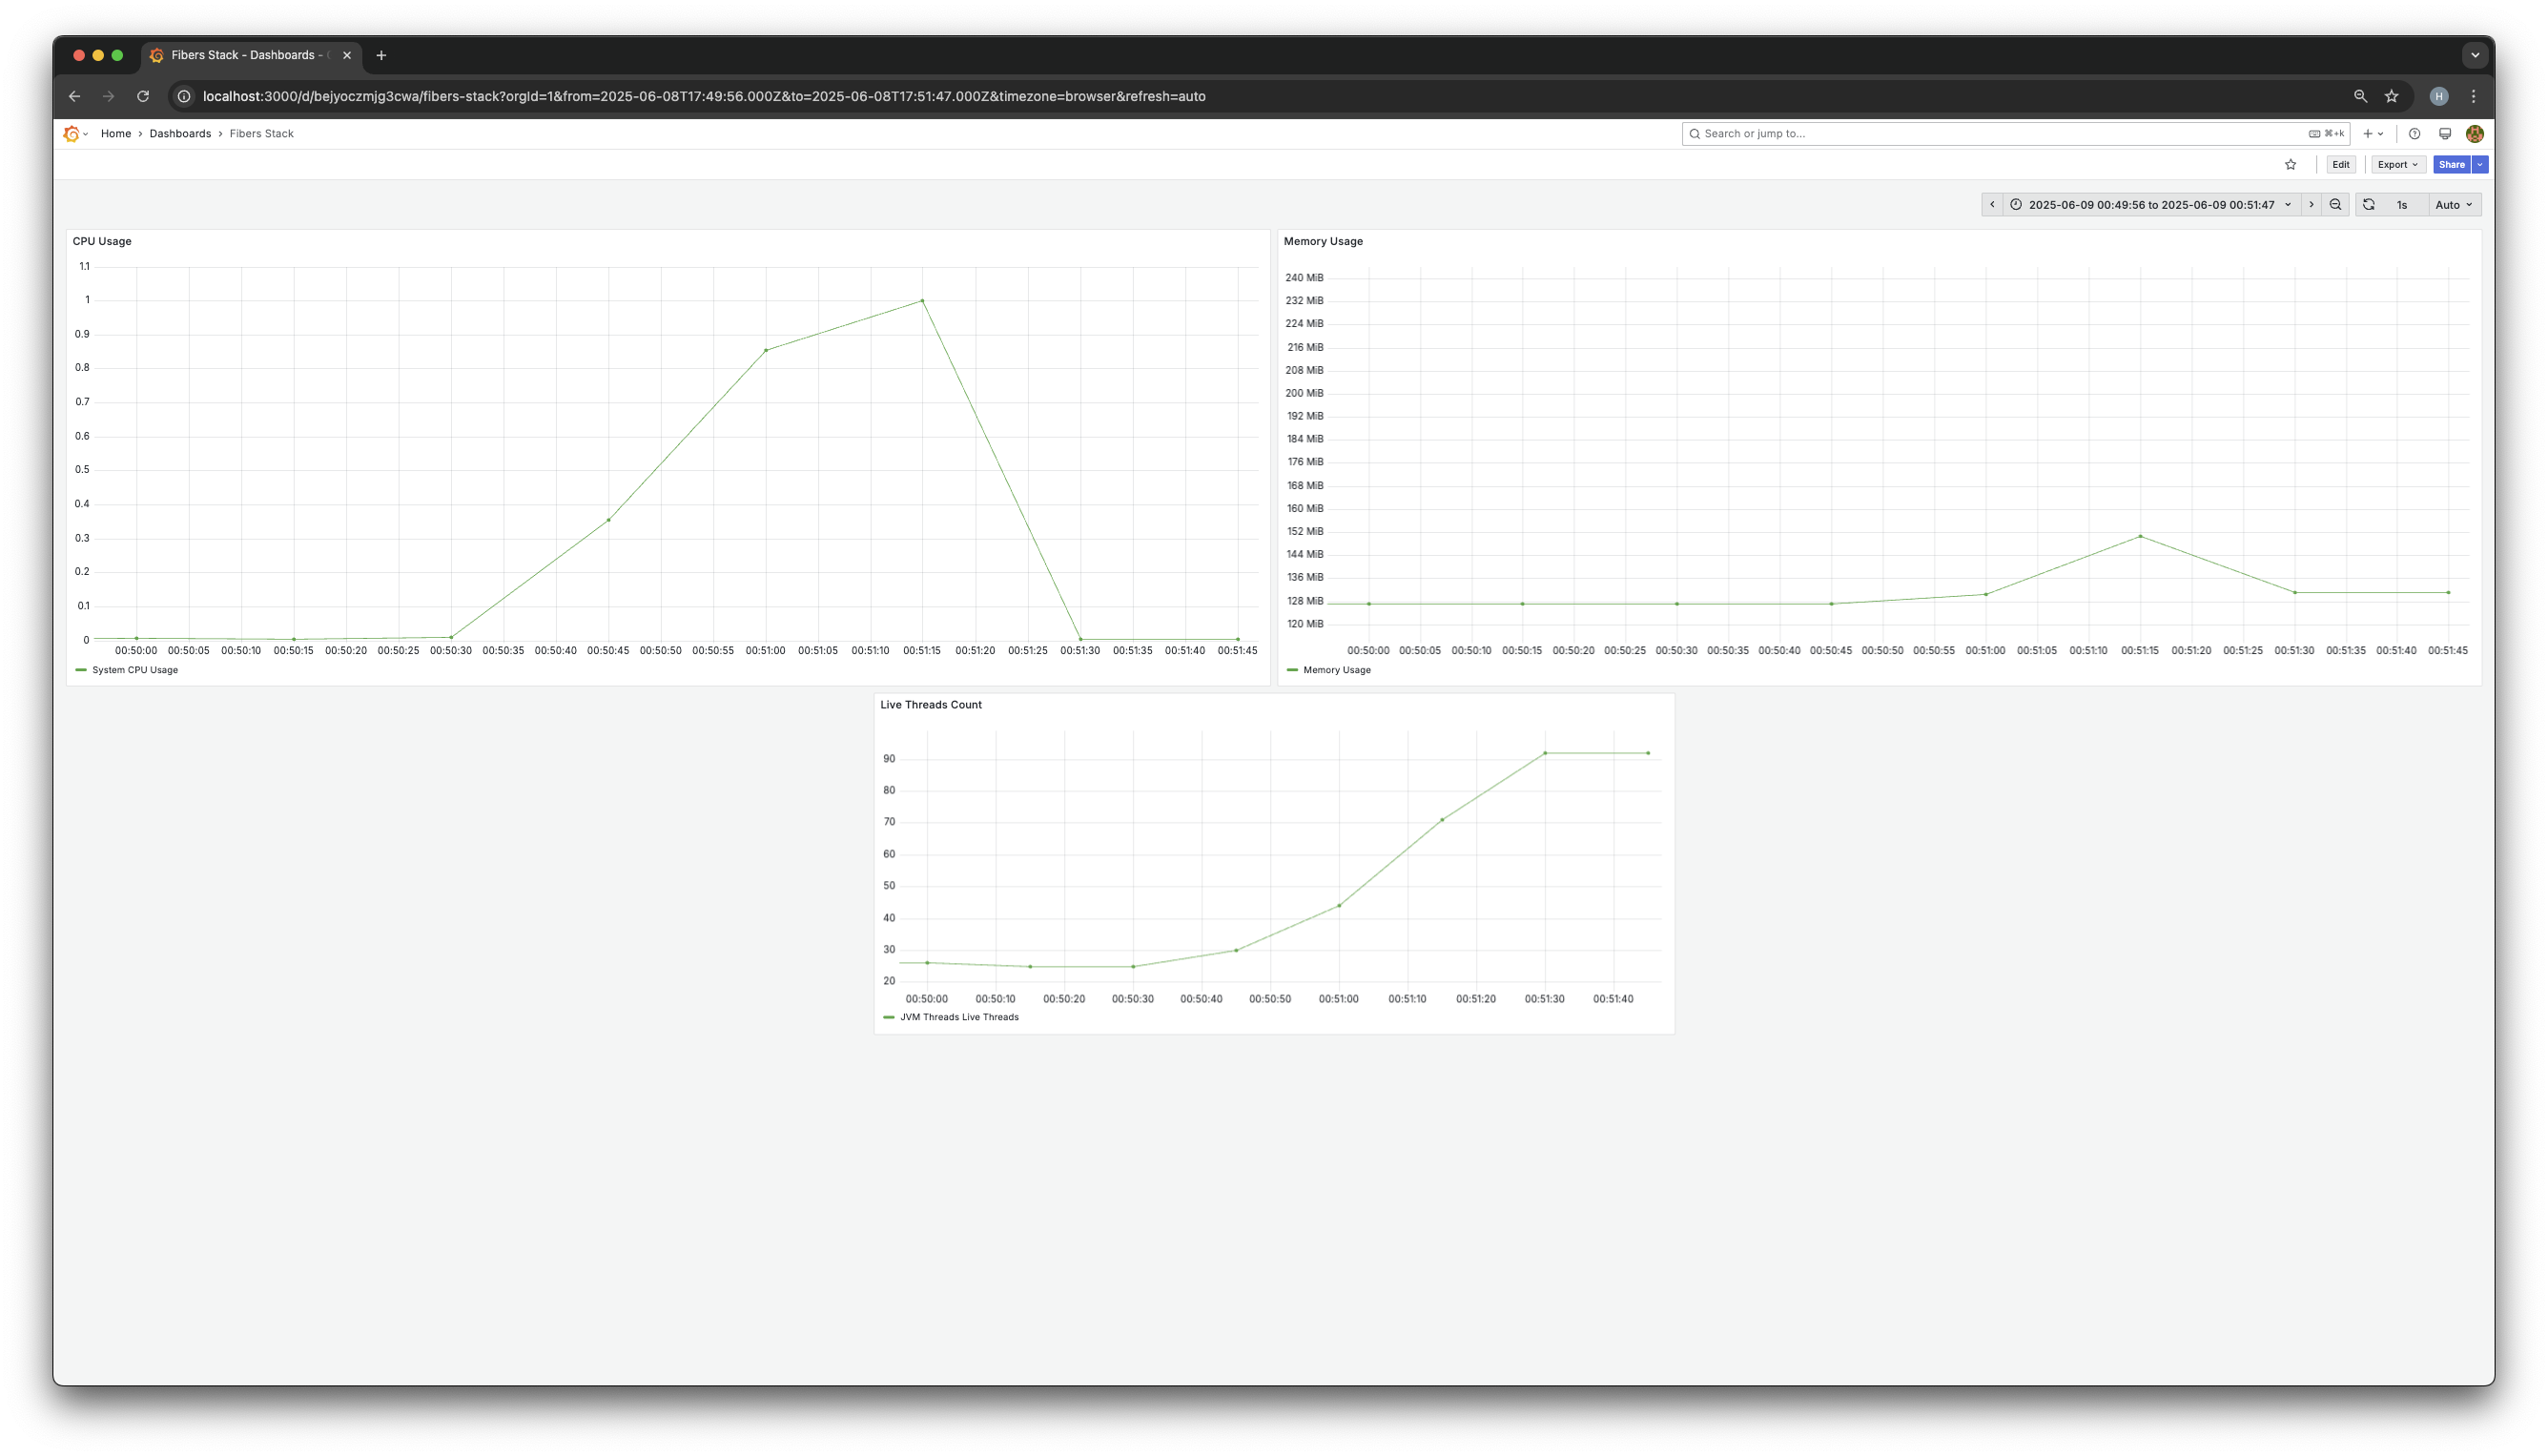 Fibers Stack - Dashboards -
localhost:3000/d/bejyoczmjg3cwa/fibers-stack?orgId=1&from=2025-06-08T17:49:56.000Z&to=2025-06-08T17:51:47.000Z&timezone=browser&refresh=auto
H
Home › Dashboards › Fibers Stack
Search or jump to...
⌘+k
Edit
Export
Share
2025-06-09 00:49:56 to 2025-06-09 00:51:47
1s
Auto
CPU Usage
1.1
1
0.9
0.8
0.7
0.6
0.5
0.4
0.3
0.2
0.1
0
00:50:00 00:50:05 00:50:10 00:50:15 00:50:20 00:50:25 00:50:30 00:50:35 00:50:40 00:50:45 00:50:50 00:50:55 00:51:00 00:51:05 00:51:10 00:51:15 00:51:20 00:51:25 00:51:30 00:51:35 00:51:40 00:51:45
System CPU Usage
Memory Usage
240 MiB
232 MiB
224 MiB
216 MiB
208 MiB
200 MiB
192 MiB
184 MiB
176 MiB
168 MiB
160 MiB
152 MiB
144 MiB
136 MiB
128 MiB
120 MiB
00:50:00 00:50:05 00:50:10 00:50:15 00:50:20 00:50:25 00:50:30 00:50:35 00:50:40 00:50:45 00:50:50 00:50:55 00:51:00 00:51:05 00:51:10 00:51:15 00:51:20 00:51:25 00:51:30 00:51:35 00:51:40 00:51:45
Memory Usage
Live Threads Count
90
80
70
60
50
40
30
20
00:50:00 00:50:10 00:50:20 00:50:30 00:50:40 00:50:50 00:51:00 00:51:10 00:51:20 00:51:30 00:51:40
JVM Threads Live Threads